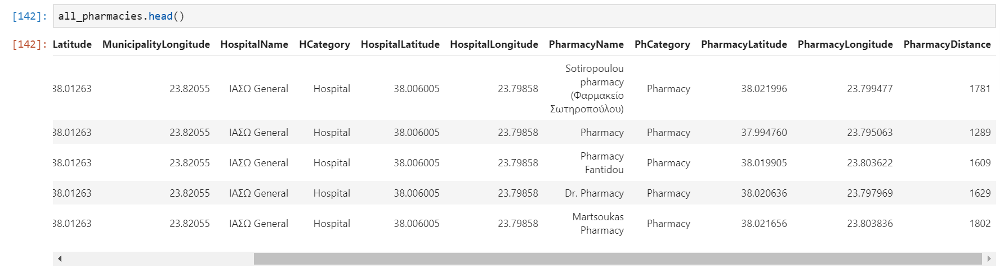 [142]: all_pharmacies.head()
[142]: Latitude MunicipalityLongitude HospitalName HCategory HospitalLatitude HospitalLongitude PharmacyName PhCategory PharmacyLatitude PharmacyLongitude PharmacyDistance
38.01263 23.82055 ΙΑΣΩ General Hospital 38.006005 23.79858 Sotiropoulou pharmacy (Φαρμακείο Σωτηροπούλου) Pharmacy 38.021996 23.799477 1781
38.01263 23.82055 ΙΑΣΩ General Hospital 38.006005 23.79858 Pharmacy Pharmacy 37.994760 23.795063 1289
38.01263 23.82055 ΙΑΣΩ General Hospital 38.006005 23.79858 Pharmacy Fantidou Pharmacy 38.019905 23.803622 1609
38.01263 23.82055 ΙΑΣΩ General Hospital 38.006005 23.79858 Dr. Pharmacy Pharmacy 38.020636 23.797969 1629
38.01263 23.82055 ΙΑΣΩ General Hospital 38.006005 23.79858 Martsoukas Pharmacy Pharmacy 38.021656 23.803836 1802